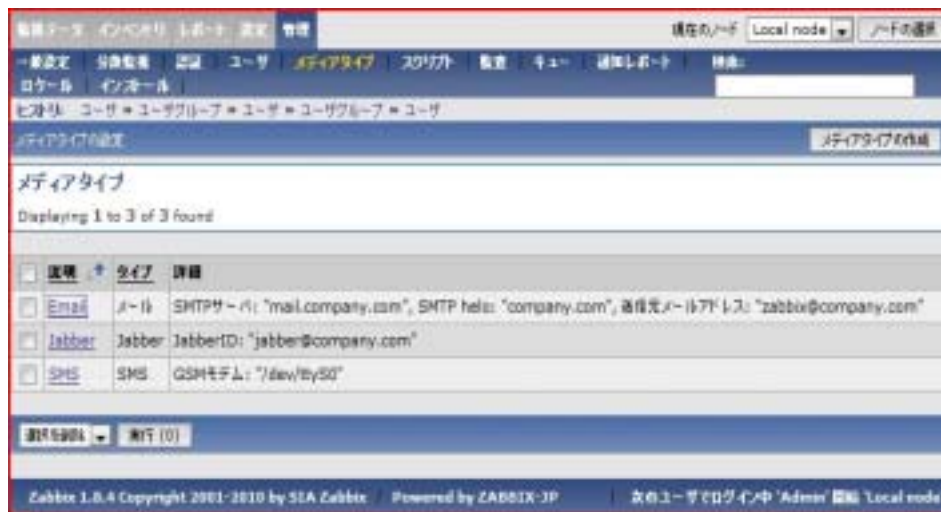 監視データ インベントリ レポート 設定 管理
現在のノード Local node ノードの選択
一般設定 分散監視 認証 ユーザ メディアタイプ スクリプト 監査 キュー 通知レポート 検索:
ロケール インストール
ヒストリ: ユーザ » ユーザグループ » ユーザ » ユーザグループ » ユーザ
メディアタイプの設定
メディアタイプの作成
メディアタイプ
Displaying 1 to 3 of 3 found
説明 タイプ 詳細
Email メール SMTPサーバ: "mail.company.com", SMTP helo: "company.com", 送信元メールアドレス: "zabbix@company.com"
Jabber Jabber JabberID: "jabber@company.com"
SMS SMS GSMモデム: "/dev/ttyS0"
選択を削除 実行 (0)
Zabbix 1.8.4 Copyright 2001-2010 by SIA Zabbix Powered by ZABBIX-JP 次のユーザでログイン中 'Admin' 開始 'Local node